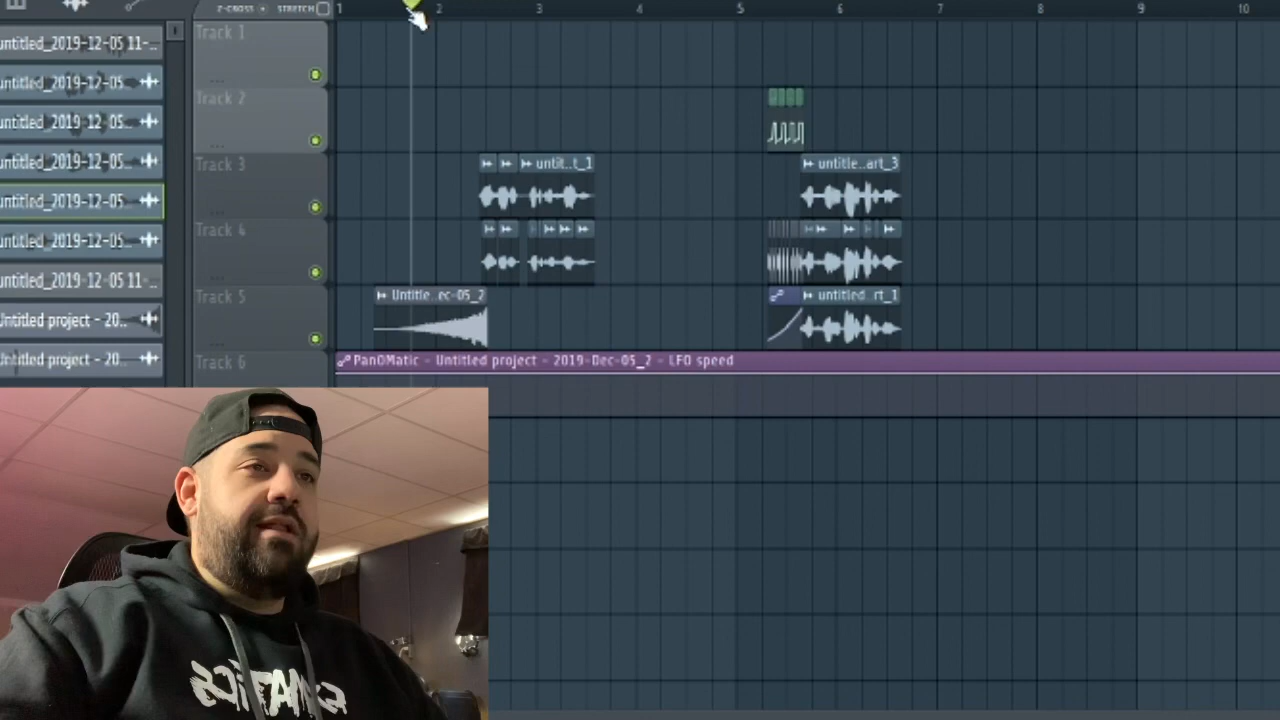 Z-CROSS STRETCH
1 2 3 4 5 6 7 8 9 10
untitled_2019-12-05 11-...
untitled_2019-12-05...
untitled_2019-12-05...
untitled_2019-12-05...
untitled_2019-12-05
untitled_2019-12-05...
untitled_2019-12-05 11-...
Untitled project - 20..
Untitled project - 20...
Track 1
...
Track 2
...
Track 3
...
Track 4
...
Track 5
...
Track 6
untit..t_1
untitle...art_3
Untitle..ec-05_2
untitled..rt_1
PanOMatic - Untitled project - 2019-Dec-05_2 - LFO speed